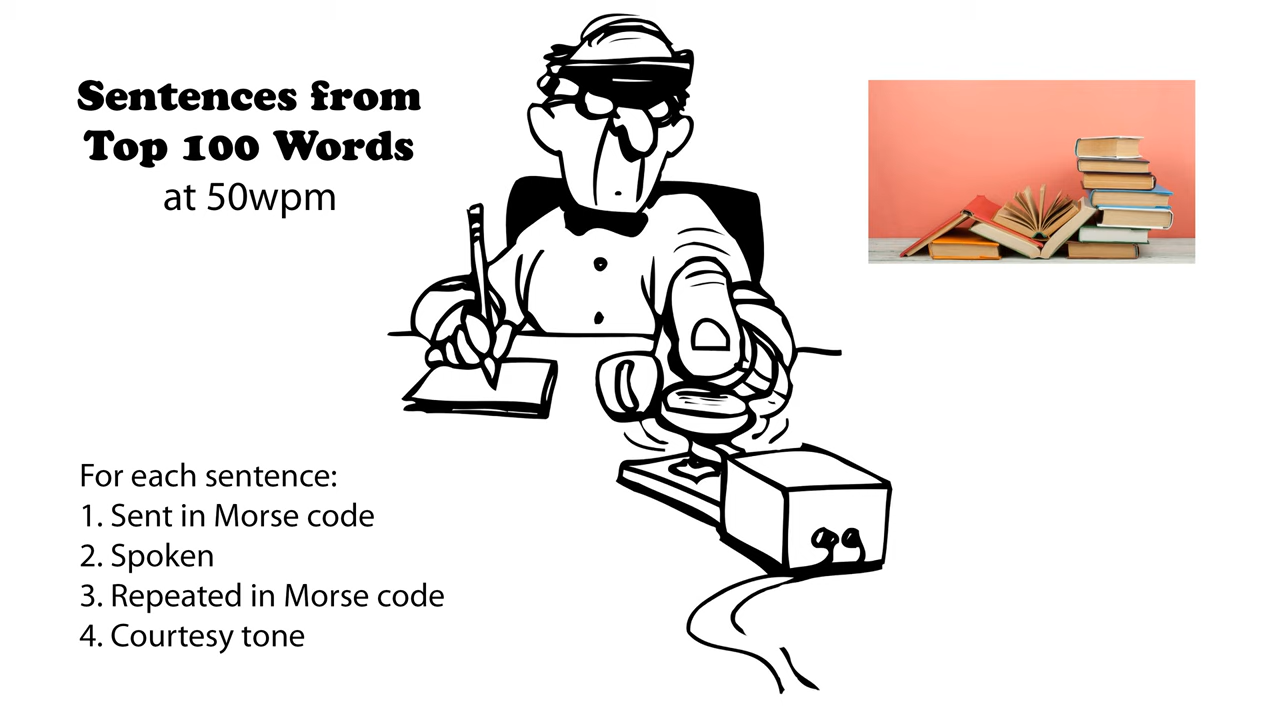 Sentences from
Top 100 Words
at 50wpm
For each sentence:
1. Sent in Morse code
2. Spoken
3. Repeated in Morse code
4. Courtesy tone